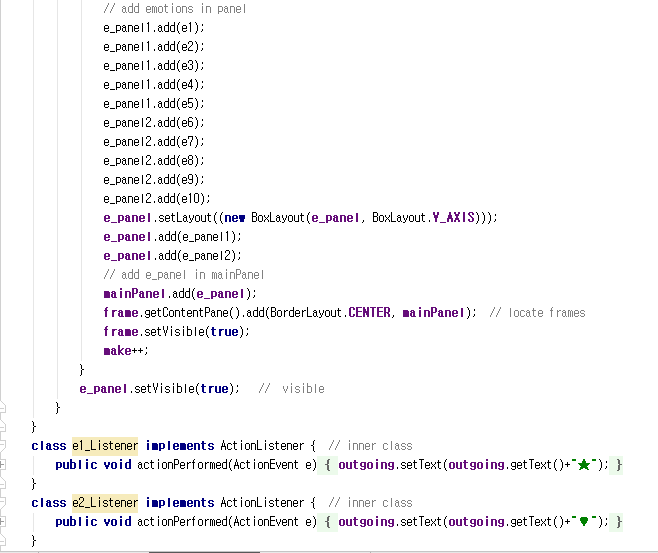 // add emotions in panel
e_panel1.add(e1);
e_panel1.add(e2);
e_panel1.add(e3);
e_panel1.add(e4);
e_panel1.add(e5);
e_panel2.add(e6);
e_panel2.add(e7);
e_panel2.add(e8);
e_panel2.add(e9);
e_panel2.add(e10);
e_panel.setLayout((new BoxLayout(e_panel, BoxLayout.Y_AXIS)));
e_panel.add(e_panel1);
e_panel.add(e_panel2);
// add e_panel in mainPanel
mainPanel.add(e_panel);
frame.getContentPane().add(BorderLayout.CENTER, mainPanel);  // locate frames
frame.setVisible(true);
make++;
}
e_panel.setVisible(true);   //  visible
}
}
class e1_Listener implements ActionListener {  // inner class
public void actionPerformed(ActionEvent e) { outgoing.setText(outgoing.getText()+"★"); }
}
class e2_Listener implements ActionListener {  // inner class
public void actionPerformed(ActionEvent e) { outgoing.setText(outgoing.getText()+"♥"); }
}